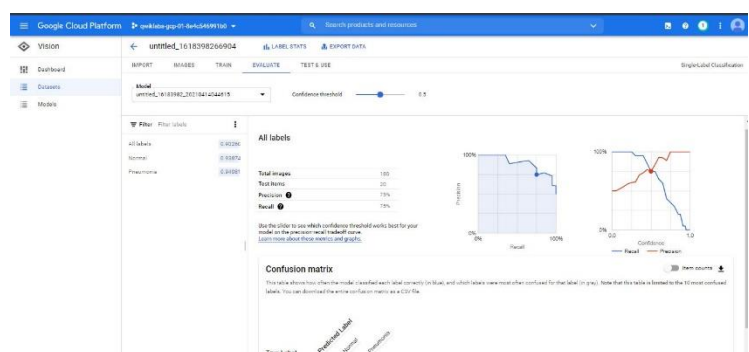 Google Cloud Platform
Search products and resources
Vision
untitled_1618398266904
LABEL STATS
EXPORT DATA
Dashboard
Datasets
Models
IMPORT
IMAGES
TRAIN
EVALUATE
TEST & USE
Single-Label Classification
Model
Confidence threshold
0.5
Filter Filter labels
All labels
Normal
Pneumonia
All labels
Total images
Test items 20
Precision
Recall
Use the slider to see which confidence threshold works best for your
model on the precision-recall tradeoff curve.
Learn more about these metrics and graphs.
100%
Precision
0%
0%
100%
Recall
100%
0%
0.0
1.0
Confidence
Recall
Precision
Confusion matrix
Item counts
This table shows how often the model classified each label correctly (in blue), and which labels were most often confused for that label (in gray). Note that this table is limited to the 10 most confused
labels. You can download the entire confusion matrix as a CSV file.
Predicted Label
Normal
Pneumonia